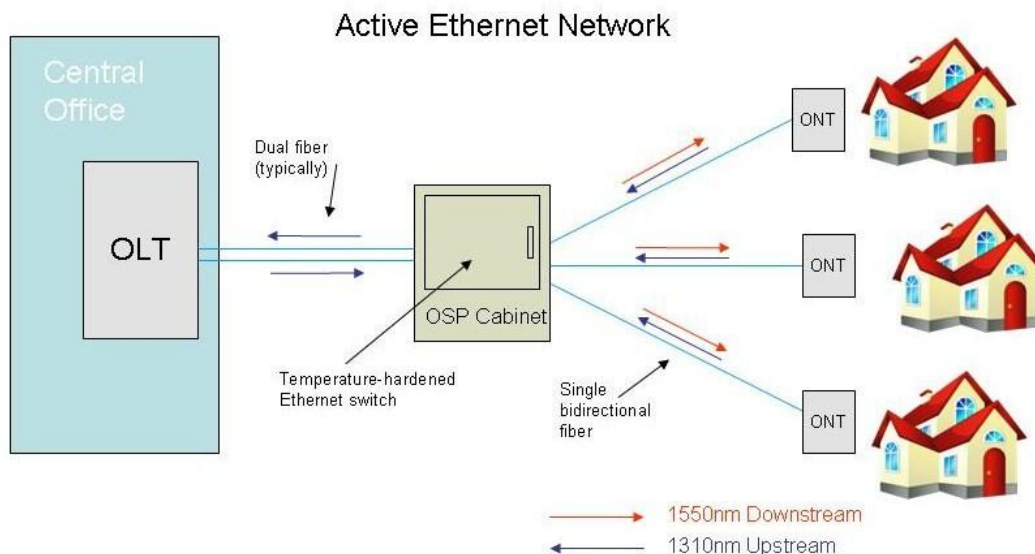 Active Ethernet Network
Central
Office
OLT
Dual fiber
(typically)
OSP Cabinet
Temperature-hardened
Ethernet switch
Single
bidirectional
fiber
ONT
ONT
ONT
1550nm Downstream
1310nm Upstream